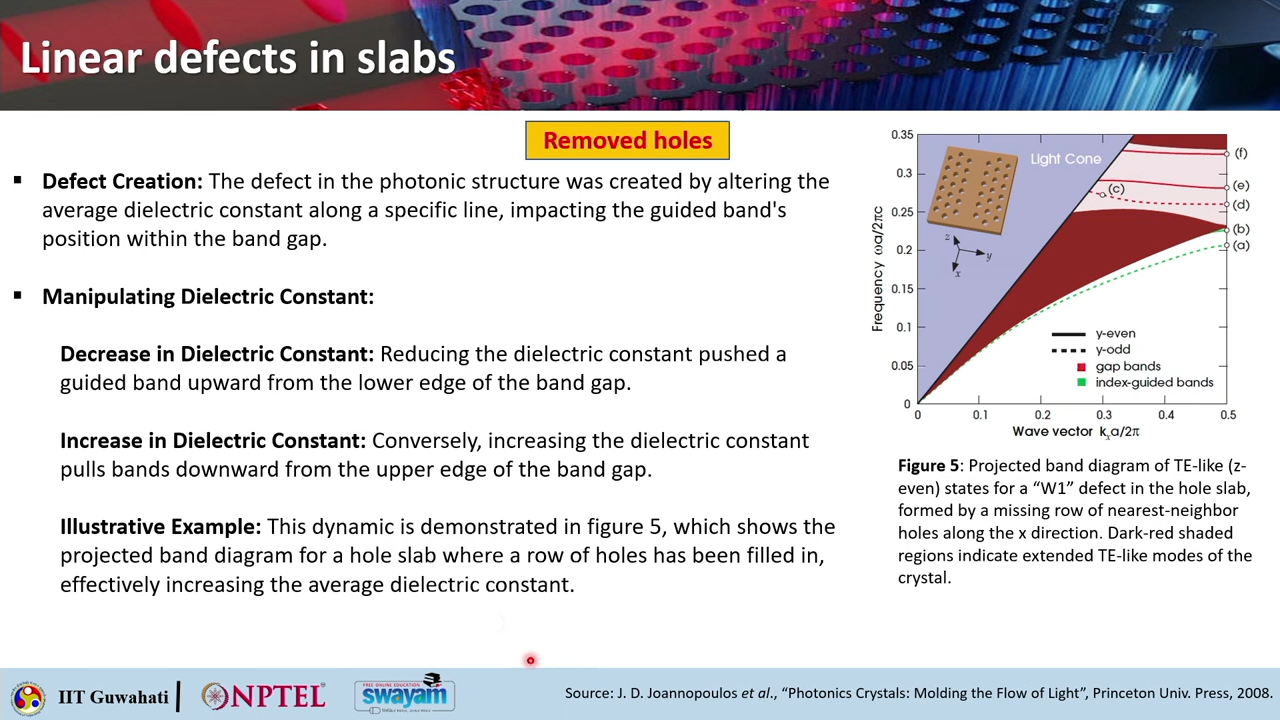 Linear defects in slabs
Removed holes
▪ Defect Creation: The defect in the photonic structure was created by altering the
average dielectric constant along a specific line, impacting the guided band's
position within the band gap.
▪ Manipulating Dielectric Constant:
Decrease in Dielectric Constant: Reducing the dielectric constant pushed a
guided band upward from the lower edge of the band gap.
Increase in Dielectric Constant: Conversely, increasing the dielectric constant
pulls bands downward from the upper edge of the band gap.
Illustrative Example: This dynamic is demonstrated in figure 5, which shows the
projected band diagram for a hole slab where a row of holes has been filled in,
effectively increasing the average dielectric constant.
Frequency ωa/2πc
0.35
0.3
0.25
0.2
0.15
0.1
0.05
0
Light Cone
z
y
x
(f)
(e)
(c)
(d)
(b)
(a)
y-even
y-odd
gap bands
index-guided bands
0 0.1 0.2 0.3 0.4 0.5
Wave vector kₓa/2π
Figure 5: Projected band diagram of TE-like (z-
even) states for a “W1” defect in the hole slab,
formed by a missing row of nearest-neighbor
holes along the x direction. Dark-red shaded
regions indicate extended TE-like modes of the
crystal.
IIT Guwahati
NPTEL
FREE ONLINE EDUCATION
swayam
Source: J. D. Joannopoulos et al., “Photonics Crystals: Molding the Flow of Light”, Princeton Univ. Press, 2008.